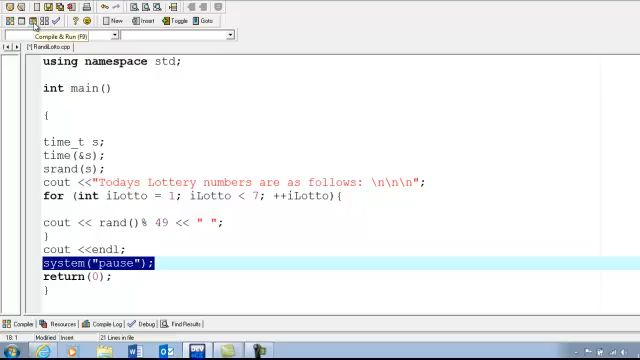 New Insert Toggle Goto
Compile & Run (F9)
[*] RandiLotto.cpp
using namespace std;
int main()
{
time_t s;
time(&s);
srand(s);
cout <<"Todays Lottery numbers are as follows: \n\n\n";
for (int iLotto = 1; iLotto < 7; ++iLotto){
cout << rand()% 49 << " ";
}
cout <<endl;
system("pause");
return(0);
}
Compiler Resources Compile Log Debug Find Results
18: 1 Modified Insert 21 Lines in file